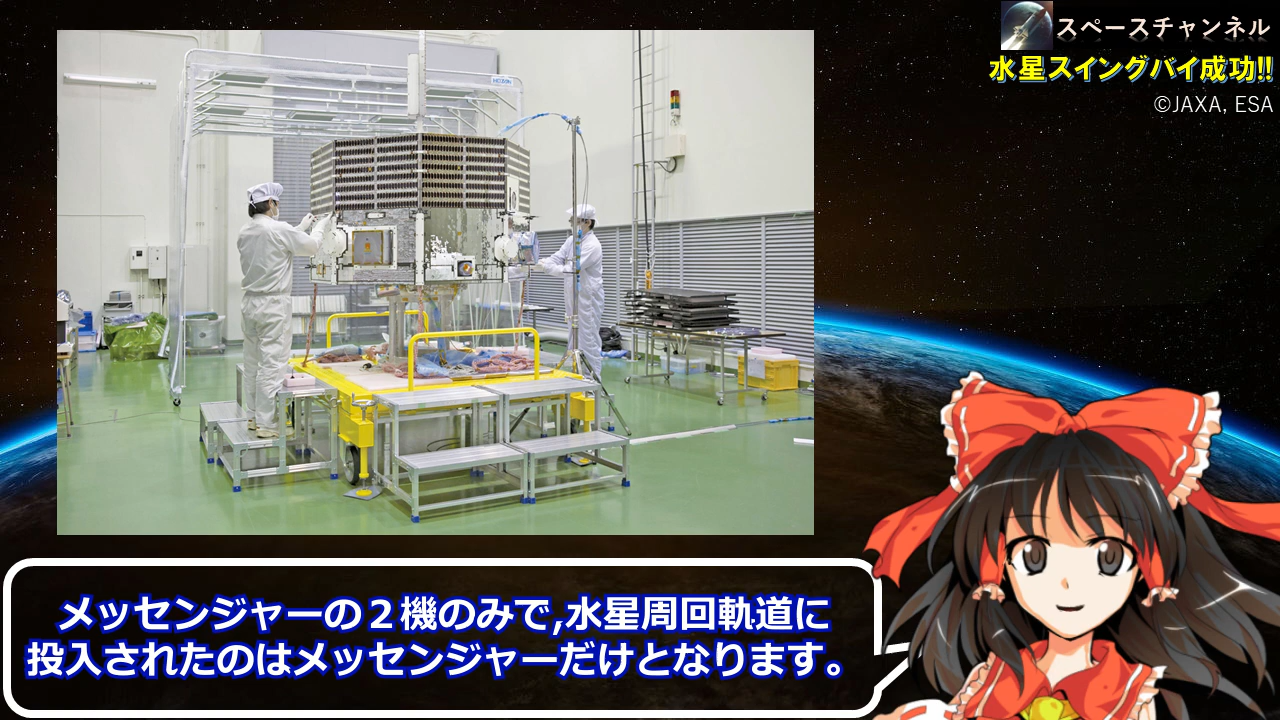 スペースチャンネル
水星スイングバイ成功!!
©JAXA, ESA
メッセンジャーの２機のみで,水星周回軌道に
投入されたのはメッセンジャーだけとなります。